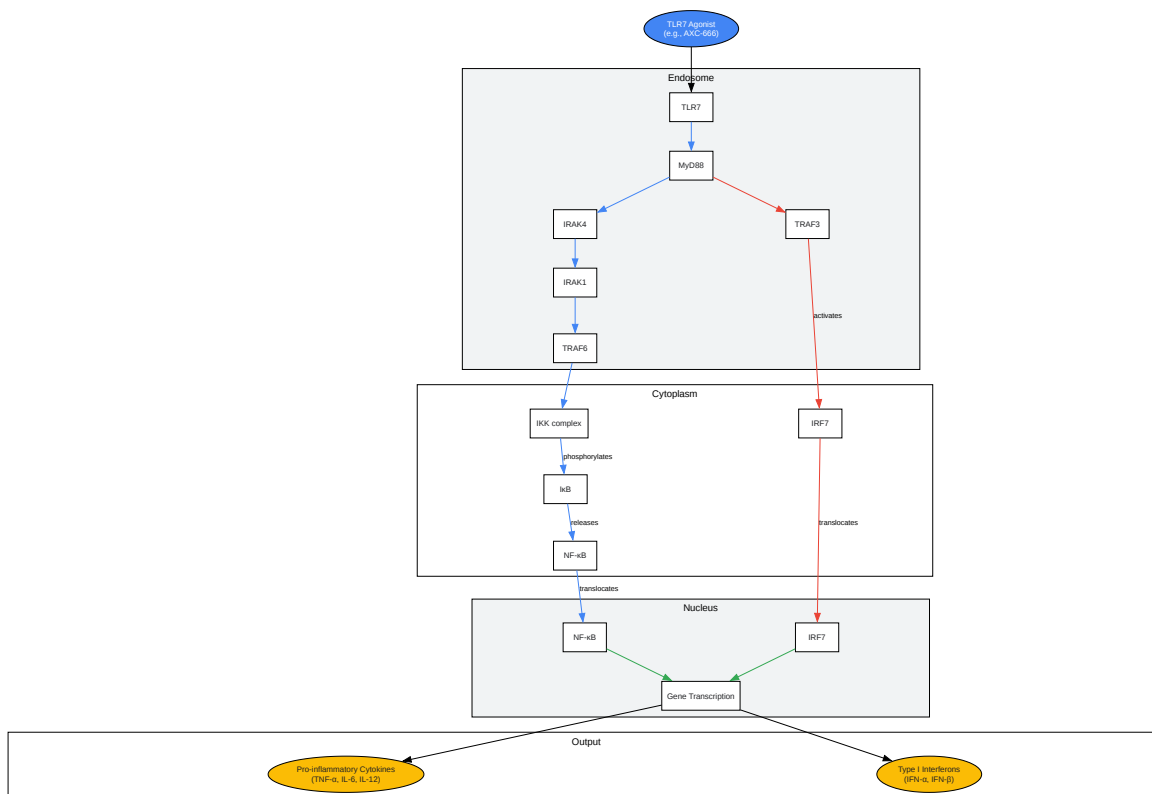 TLR7 Agonist
(e.g., AXC-666)
Endosome
TLR7
MyD88
IRAK4
TRAF3
IRAK1
activates
TRAF6
Cytoplasm
IKK complex
IRF7
phosphorylates
IκB
releases
translocates
NF-κB
translocates
Nucleus
NF-κB
IRF7
Gene Transcription
Output
Pro-inflammatory Cytokines
(TNF-α, IL-6, IL-12)
Type I Interferons
(IFN-α, IFN-β)